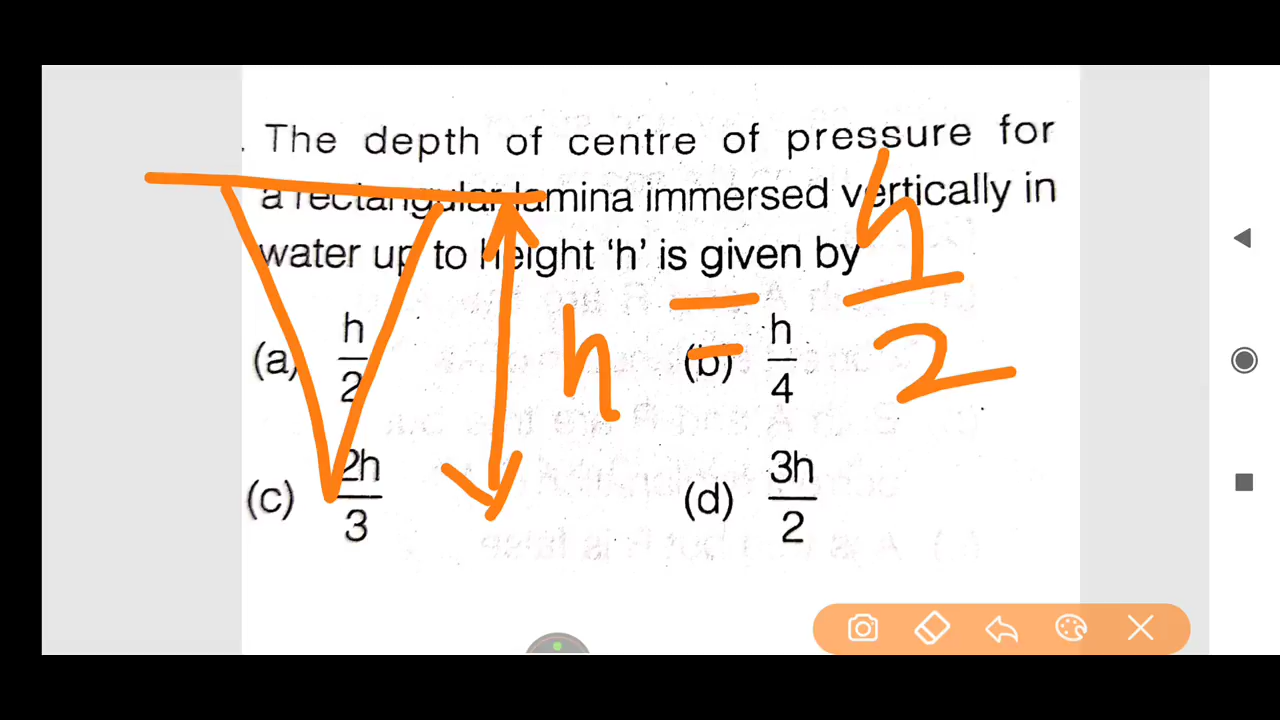 The depth of centre of pressure for
a rectangular lamina immersed vertically in
water up to height ‘h’ is given by
(a) h/2 (b) h/4
(c) 2h/3 (d) 3h/2
h = h/2